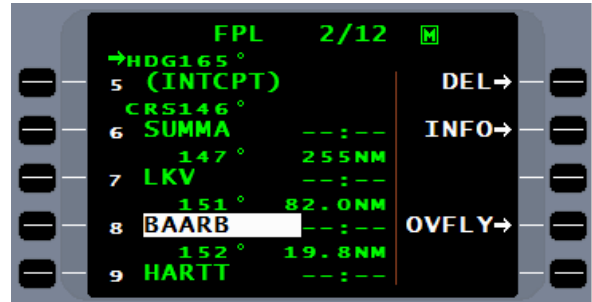 FPL 2/12 M
→HDG165°
5 (INTCPT) DEL→
CRS146°
6 SUMMA --:-- INFO→
147° 255NM
7 LKV --:--
151° 82.0NM
8 BAARB --:-- OVFLY→
152° 19.8NM
9 HARTT --:--